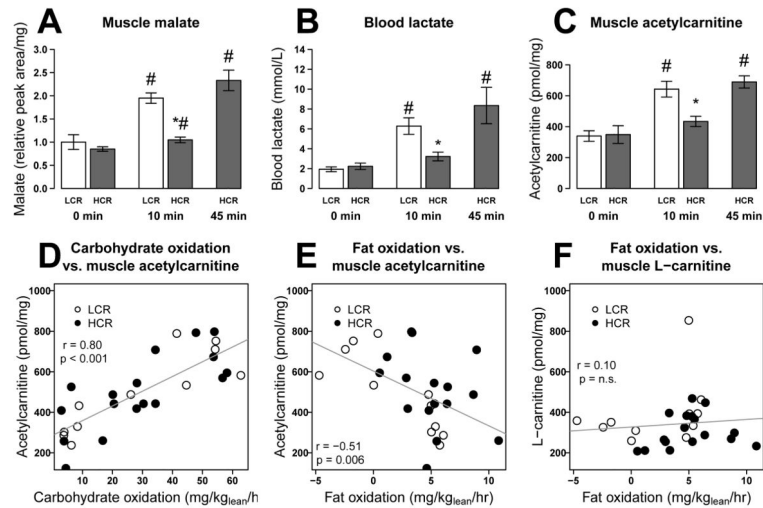 A Muscle malate
Malate (relative peak area/mg)
3.0
2.5
2.0
1.5
1.0
0.5
0.0
#
*#
#
LCR HCR LCR HCR HCR
0 min 10 min 45 min
B Blood lactate
Blood lactate (mmol/L)
14
12
10
8
6
4
2
0
#
*
#
LCR HCR LCR HCR HCR
0 min 10 min 45 min
C Muscle acetylcarnitine
Acetylcarnitine (pmol/mg)
1000
800
600
400
200
0
#
*
#
LCR HCR LCR HCR HCR
0 min 10 min 45 min
D Carbohydrate oxidation
vs. muscle acetylcarnitine
Acetylcarnitine (pmol/mg)
1000
800
600
400
200
LCR
HCR
r = 0.80
p < 0.001
0 10 20 30 40 50 60
Carbohydrate oxidation (mg/kglean/h
E Fat oxidation vs.
muscle acetylcarnitine
Acetylcarnitine (pmol/mg)
1000
800
600
400
200
LCR
HCR
r = −0.51
p = 0.006
−5 0 5 10
Fat oxidation (mg/kglean/hr)
F Fat oxidation vs.
muscle L−carnitine
L−carnitine (pmol/mg)
1000
800
600
400
200
LCR
HCR
r = 0.10
p = n.s.
−5 0 5 10
Fat oxidation (mg/kglean/hr)